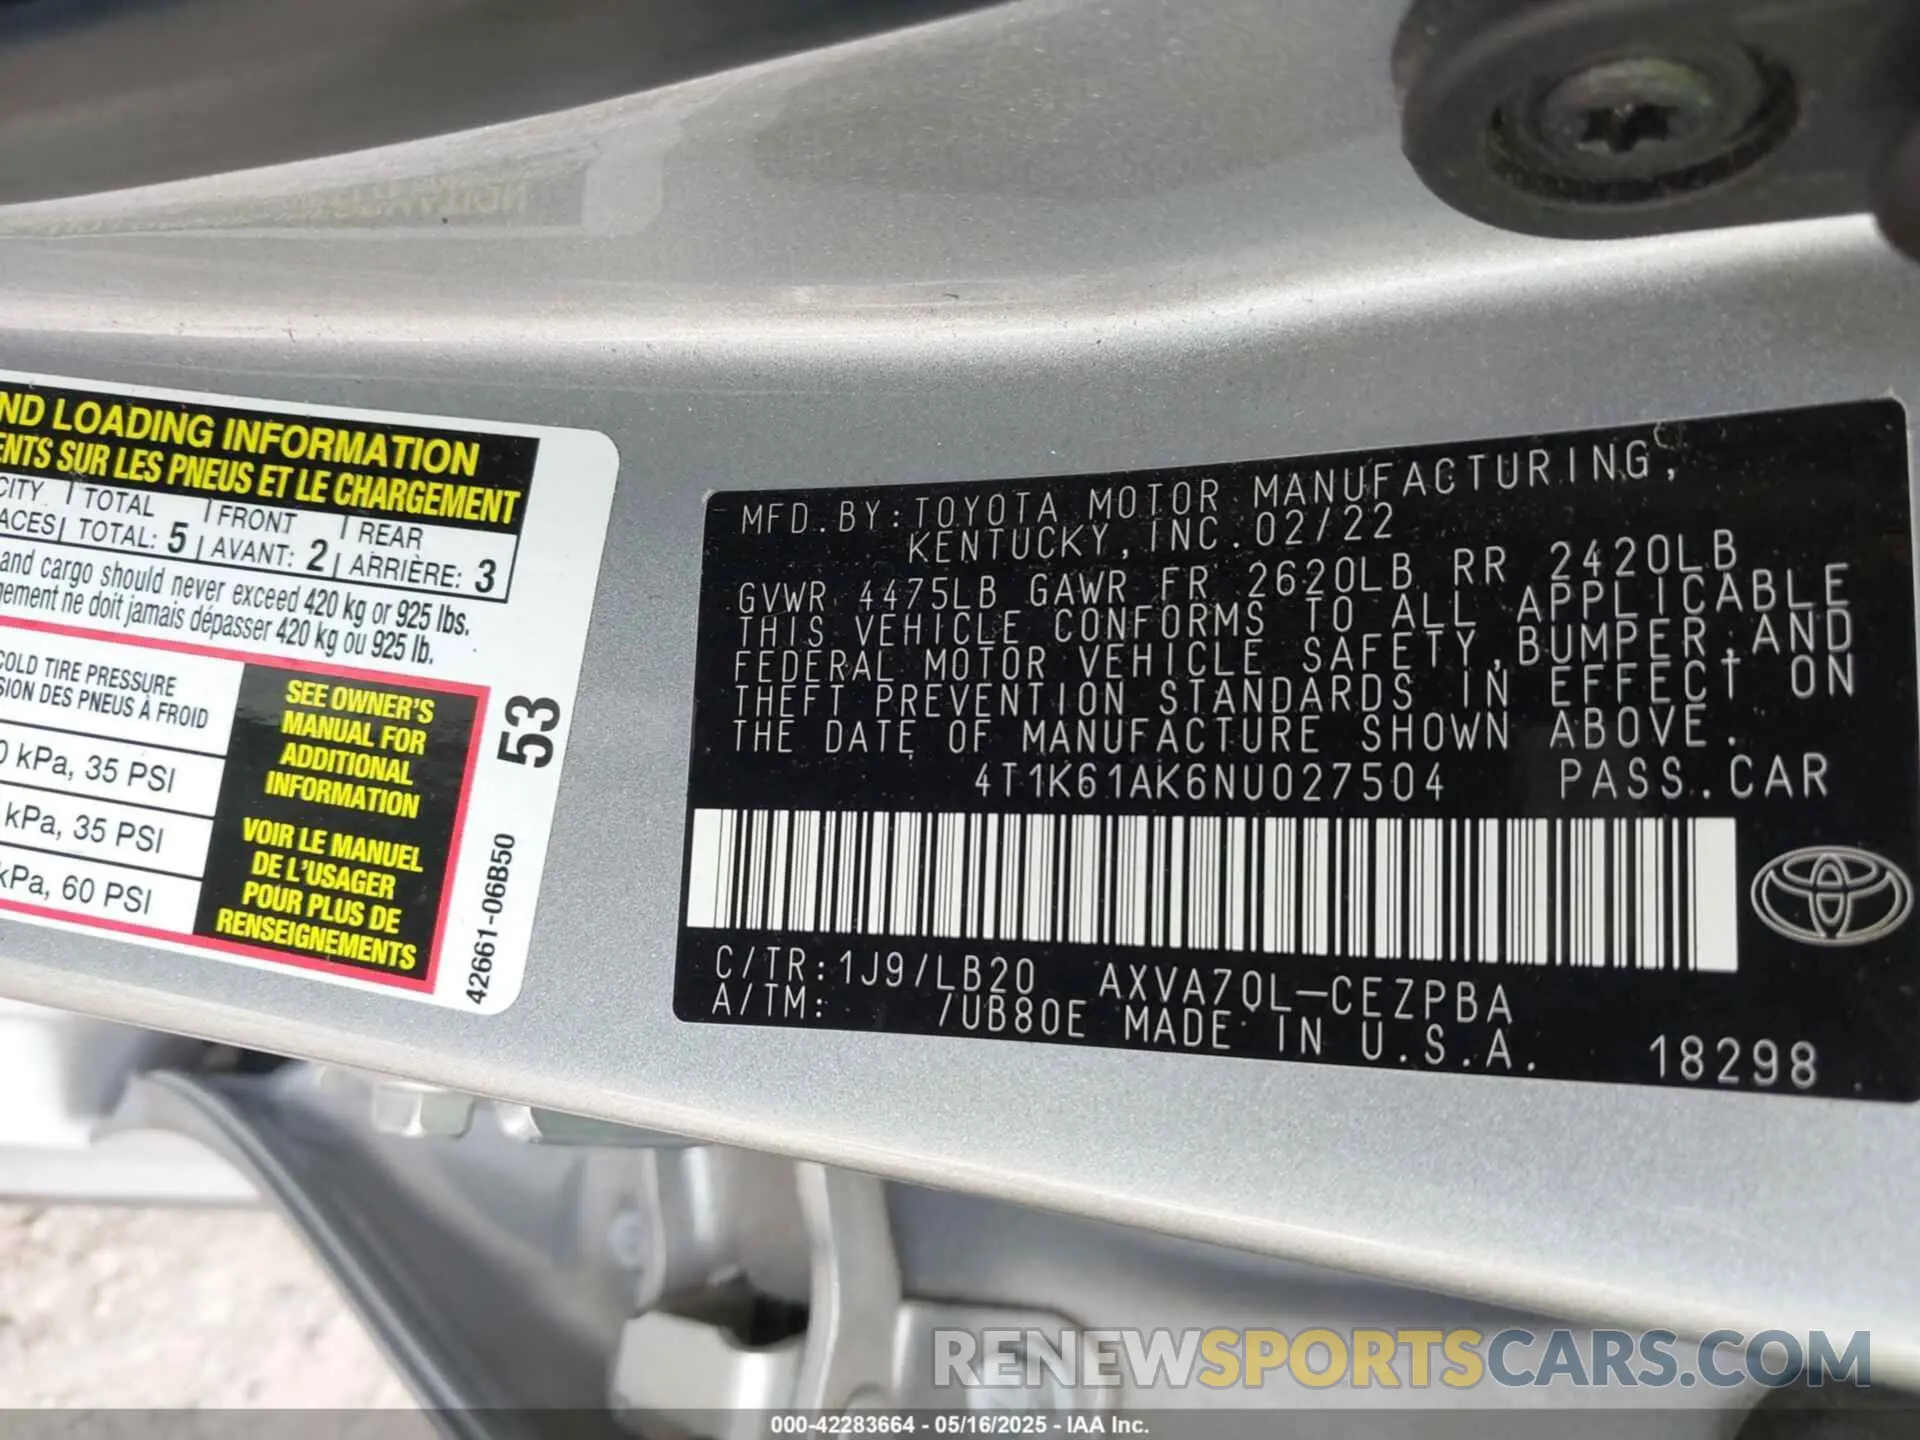 ND LOADING INFORMATION
ENTS SUR LES PNEUS ET LE CHARGEMENT
CITY TOTAL FRONT REAR
ACES TOTAL: 5 AVANT: 2 ARRIÈRE: 3
and cargo should never exceed 420 kg or 925 lbs.
gement ne doit jamais dépasser 420 kg ou 925 lb.
COLD TIRE PRESSURE
SION DES PNEUS À FROID
0 kPa, 35 PSI
kPa, 35 PSI
kPa, 60 PSI
SEE OWNER'S
MANUAL FOR
ADDITIONAL
INFORMATION
VOIR LE MANUEL
DE L'USAGER
POUR PLUS DE
RENSEIGNEMENTS
53
42661-06B50
MFD.BY:TOYOTA MOTOR MANUFACTURING,
KENTUCKY,INC.02/22
GVWR 4475LB GAWR FR 2620LB RR 2420LB
THIS VEHICLE CONFORMS TO ALL APPLICABLE
FEDERAL MOTOR VEHICLE SAFETY,BUMPER,AND
THEFT PREVENTION STANDARDS IN EFFECT ON
THE DATE OF MANUFACTURE SHOWN ABOVE.
4T1K61AK6NU027504 PASS.CAR
C/TR:1J9/LB20 AXVA70L-CEZPBA
A/TM: /UB80E MADE IN U.S.A.
18298
RENEWSPORTSCARS.COM
000-42283664 - 05/16/2025 - IAA Inc.